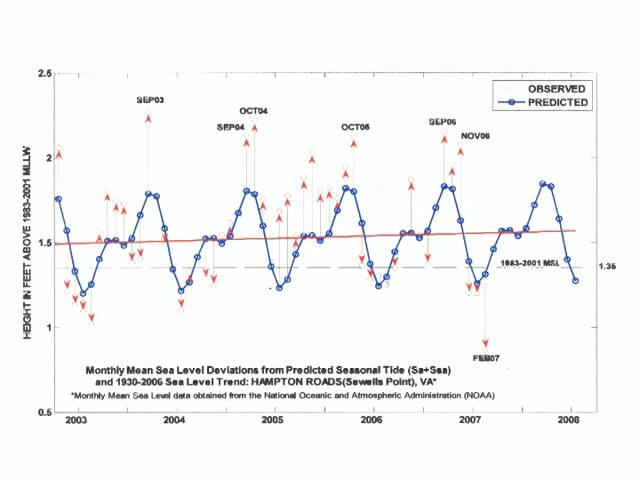 2.5
OBSERVED
PREDICTED
SEP03
OCT04
SEP04
OCT05
SEP06
NOV06
2
1.5
1983-2001 MSL
1.35
1
FEB07
Monthly Mean Sea Level Deviations from Predicted Seasonal Tide (Sa+Ssa)
and 1930-2006 Sea Level Trend: HAMPTON ROADS(Sewells Point), VA*
*Monthly Mean Sea Level data obtained from the National Oceanic and Atmospheric Administration (NOAA)
0.5
2003 2004 2005 2006 2007 2008
HEIGHT IN FEET ABOVE 1983-2001 MLLW